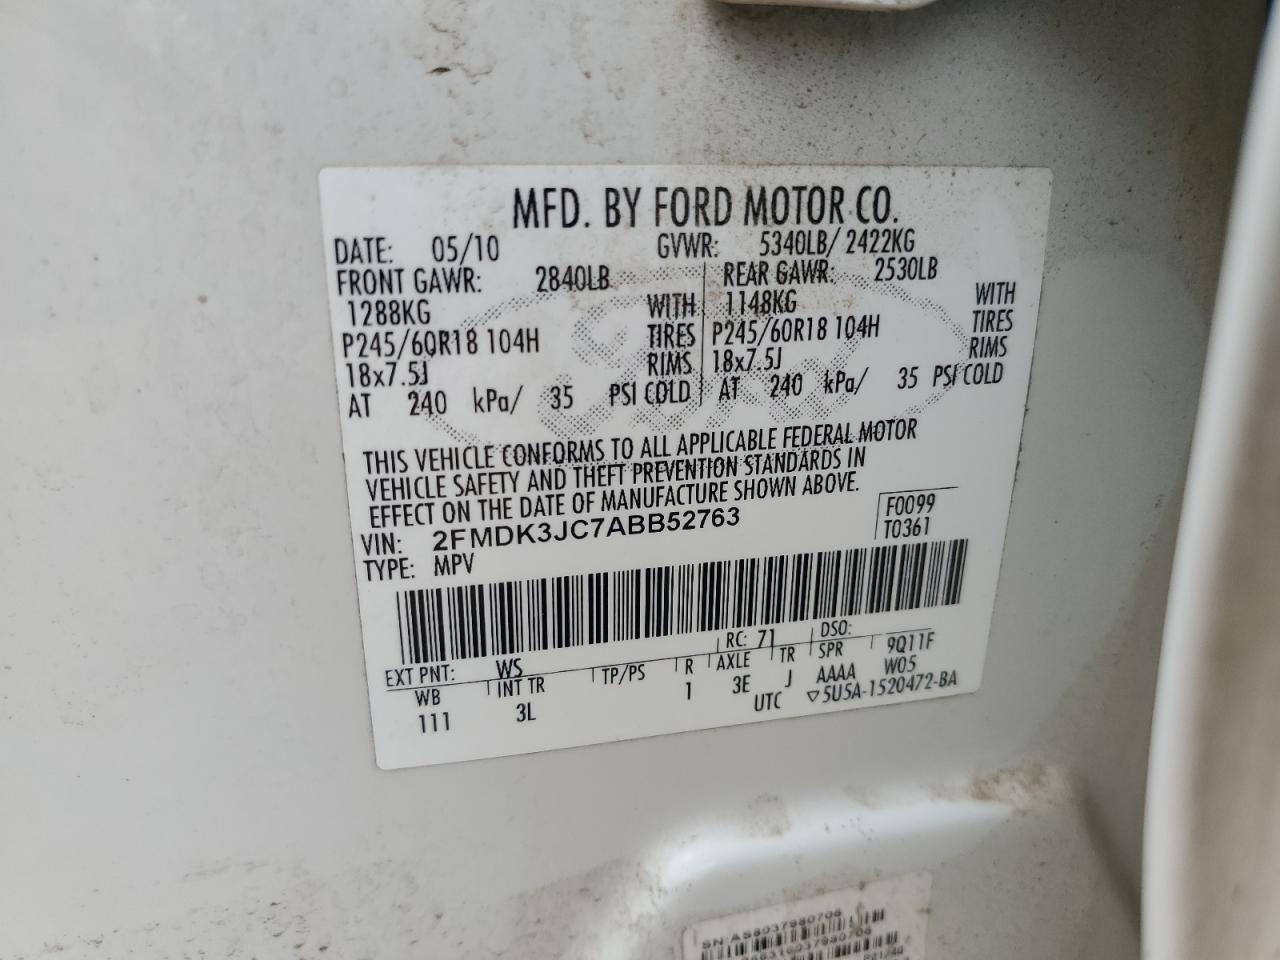 MFD. BY FORD MOTOR CO.
DATE: 05/10 GVWR: 5340LB/ 2422KG
FRONT GAWR: 2840LB REAR GAWR: 2530LB
1288KG WITH 1148KG WITH
P245/60R18 104H TIRES P245/60R18 104H TIRES
18x7.5J RIMS 18x7.5J RIMS
AT 240 kPa/ 35 PSI COLD AT 240 kPa/ 35 PSI COLD
THIS VEHICLE CONFORMS TO ALL APPLICABLE FEDERAL MOTOR
VEHICLE SAFETY AND THEFT PREVENTION STANDARDS IN
EFFECT ON THE DATE OF MANUFACTURE SHOWN ABOVE.
VIN: 2FMDK3JC7ABB52763 F0099
TYPE: MPV T0361
EXT PNT: WS RC: 71 DSO:
WB INT TR TP/PS R AXLE TR SPR 9Q11F
111 3L 1 3E J AAAA W05
UTC ▽5U5A-1520472-BA
SN:AS8037980706